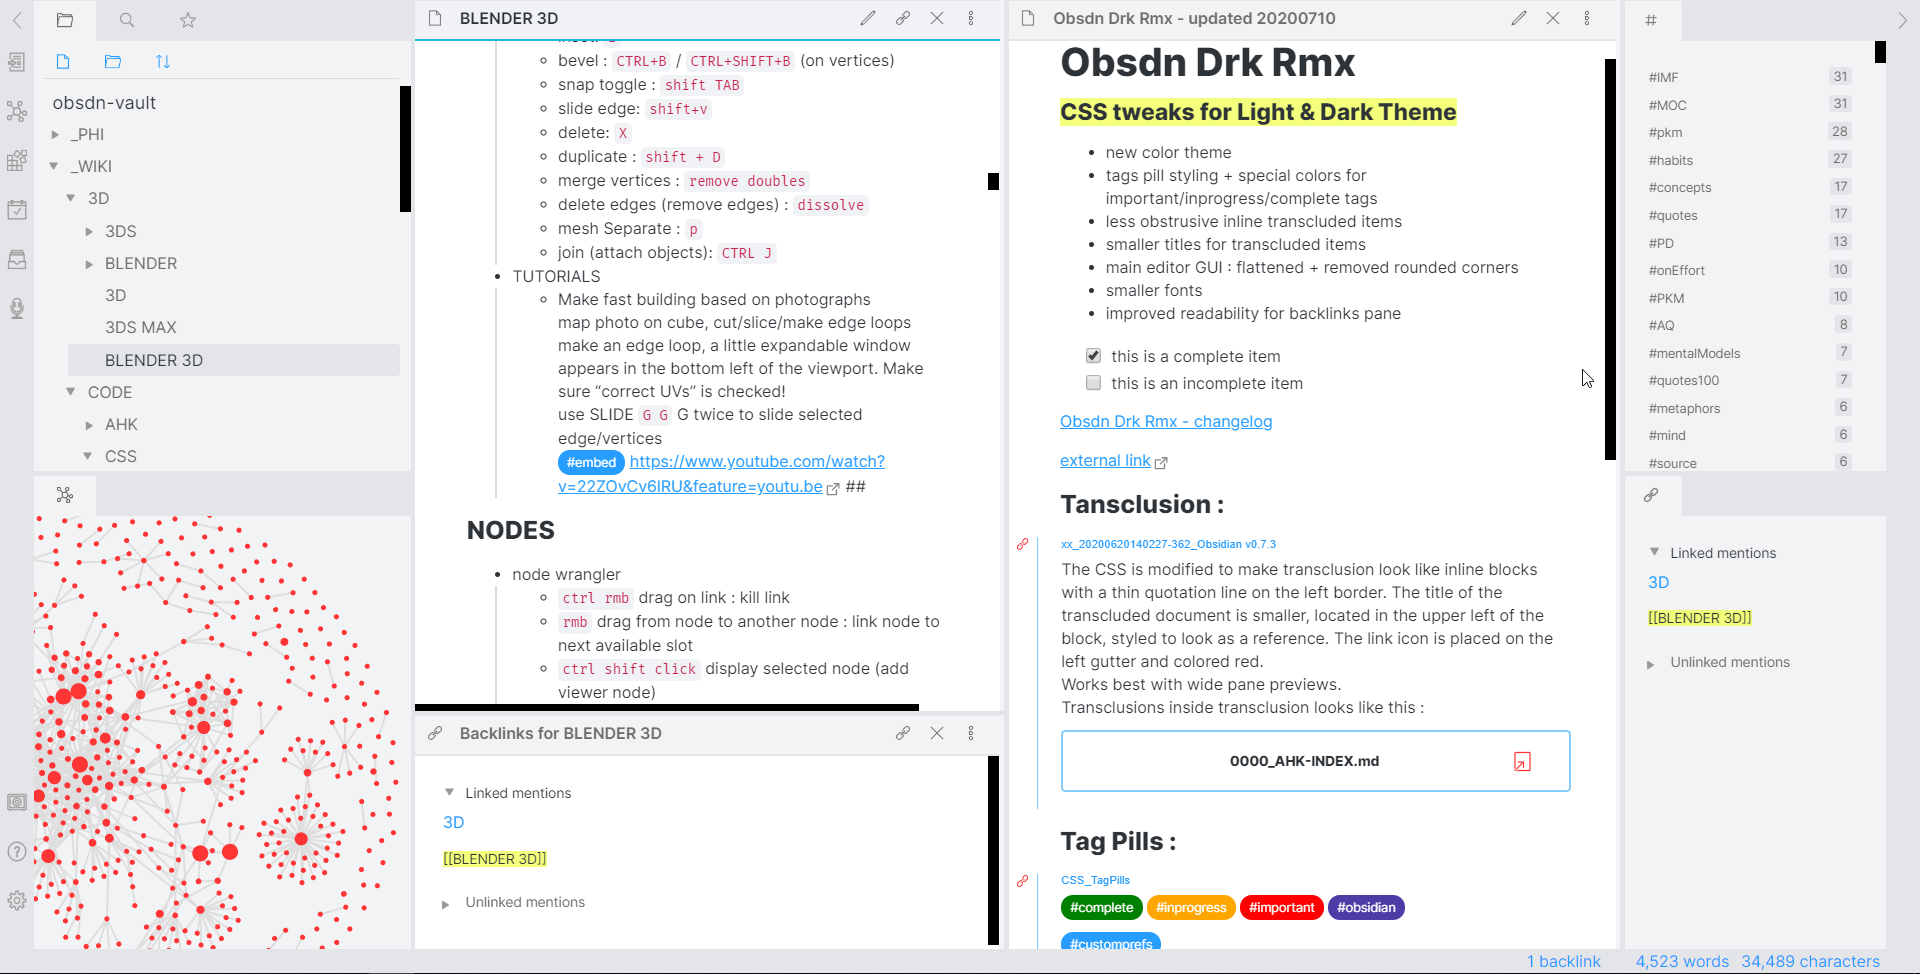 obsdn-vault
_PHI
_WIKI
3D
3DS
BLENDER
3D
3DS MAX
BLENDER 3D
CODE
AHK
CSS
BLENDER 3D
bevel : CTRL+B / CTRL+SHIFT+B (on vertices)
snap toggle : shift TAB
slide edge: shift+v
delete: X
duplicate : shift + D
merge vertices : remove doubles
delete edges (remove edges) : dissolve
mesh Separate : p
join (attach objects): CTRL J
TUTORIALS
Make fast building based on photographs
map photo on cube, cut/slice/make edge loops
make an edge loop, a little expandable window
appears in the bottom left of the viewport. Make
sure “correct UVs” is checked!
use SLIDE G G G twice to slide selected
edge/vertices
#embed https://www.youtube.com/watch?
v=22ZOvCv6lRU&feature=youtu.be ##
NODES
node wrangler
ctrl rmb drag on link : kill link
rmb drag from node to another node : link node to
next available slot
ctrl shift click display selected node (add
viewer node)
Backlinks for BLENDER 3D
Linked mentions
3D
[[BLENDER 3D]]
Unlinked mentions
Obsdn Drk Rmx - updated 20200710
Obsdn Drk Rmx
CSS tweaks for Light & Dark Theme
new color theme
tags pill styling + special colors for
important/inprogress/complete tags
less obstrusive inline transcluded items
smaller titles for transcluded items
main editor GUI : flattened + removed rounded corners
smaller fonts
improved readability for backlinks pane
this is a complete item
this is an incomplete item
Obsdn Drk Rmx - changelog
external link
Tansclusion :
xx_20200620140227-362_Obsidian v0.7.3
The CSS is modified to make transclusion look like inline blocks
with a thin quotation line on the left border. The title of the
transcluded document is smaller, located in the upper left of the
block, styled to look as a reference. The link icon is placed on the
left gutter and colored red.
Works best with wide pane previews.
Transclusions inside transclusion looks like this :
0000_AHK-INDEX.md
Tag Pills :
CSS_TagPills
#complete #inprogress #important #obsidian
#customprefs
#
#IMF 31
#MOC 31
#pkm 28
#habits 27
#concepts 17
#quotes 17
#PD 13
#onEffort 10
#PKM 10
#AQ 8
#mentalModels 7
#quotes100 7
#metaphors 6
#mind 6
#source 6
Linked mentions
3D
[[BLENDER 3D]]
Unlinked mentions
1 backlink 4,523 words 34,489 characters